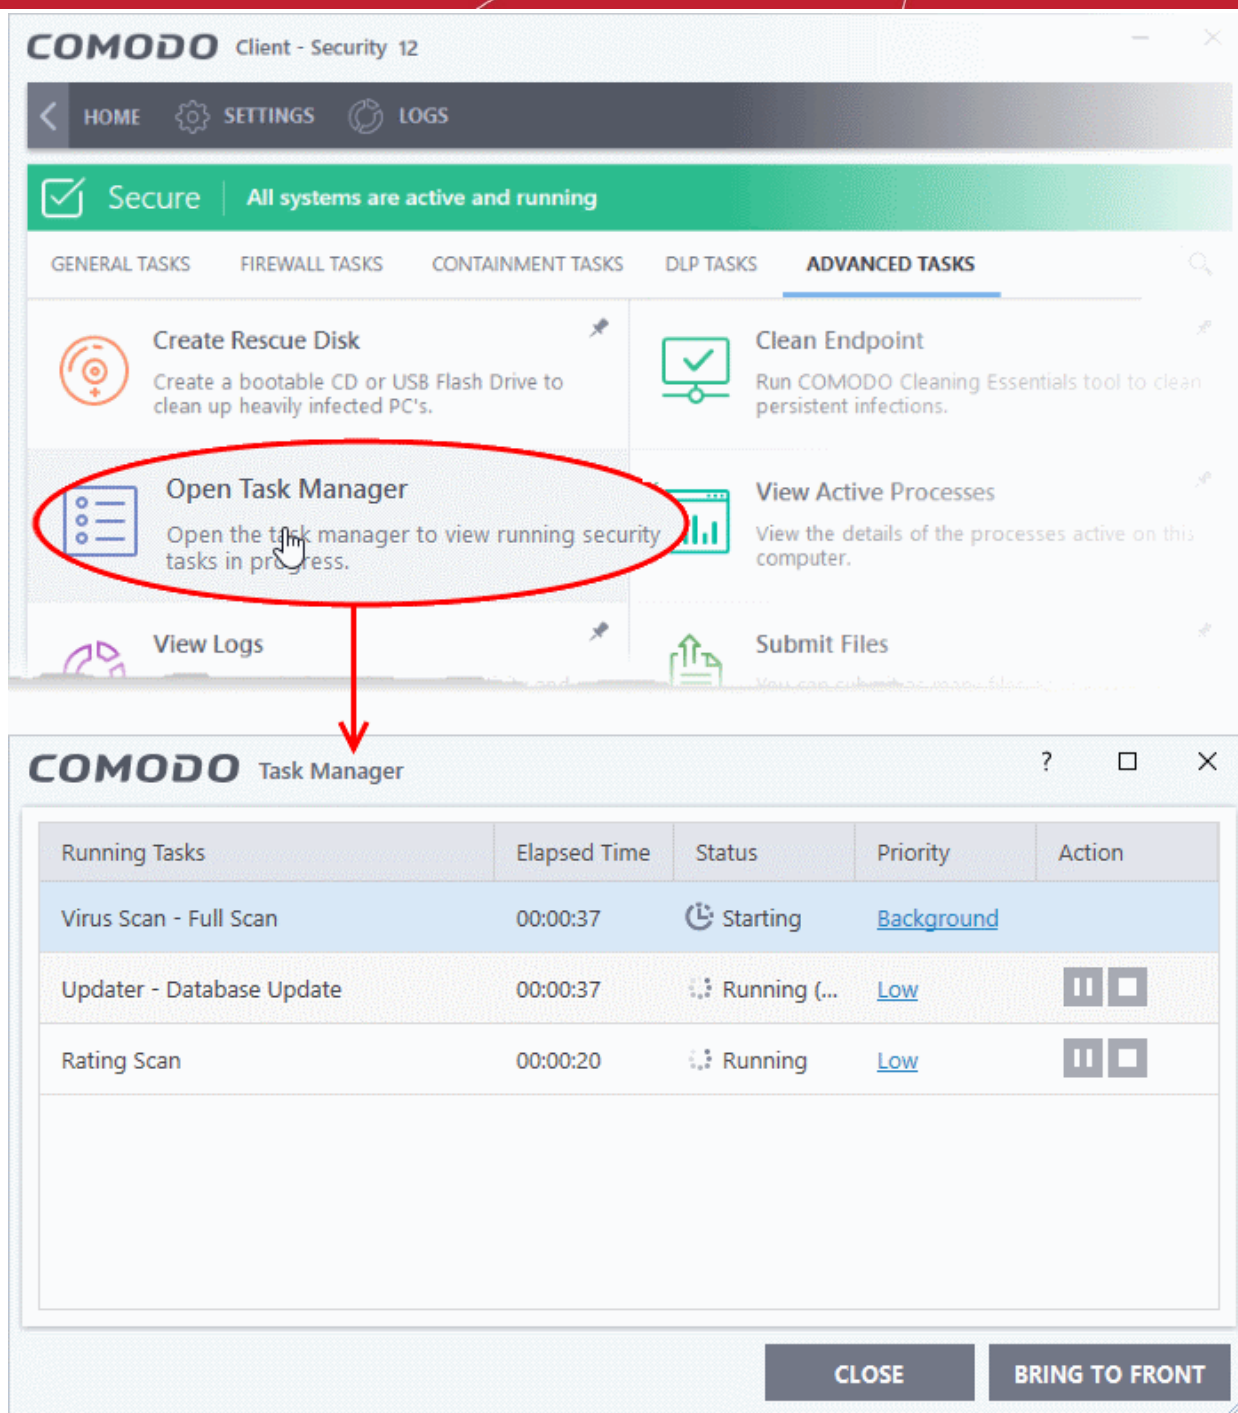 COMODO Client - Security 12
HOME SETTINGS LOGS
Secure All systems are active and running
GENERAL TASKS FIREWALL TASKS CONTAINMENT TASKS DLP TASKS ADVANCED TASKS
Create Rescue Disk
Create a bootable CD or USB Flash Drive to
clean up heavily infected PC's.
Clean Endpoint
Run COMODO Cleaning Essentials tool to clean
persistent infections.
Open Task Manager
Open the task manager to view running security
tasks in progress.
View Active Processes
View the details of the processes active on this
computer.
View Logs
Submit Files
COMODO Task Manager
?
Running Tasks Elapsed Time Status Priority Action
Virus Scan - Full Scan 00:00:37 Starting Background
Updater - Database Update 00:00:37 Running (... Low
Rating Scan 00:00:20 Running Low
CLOSE BRING TO FRONT